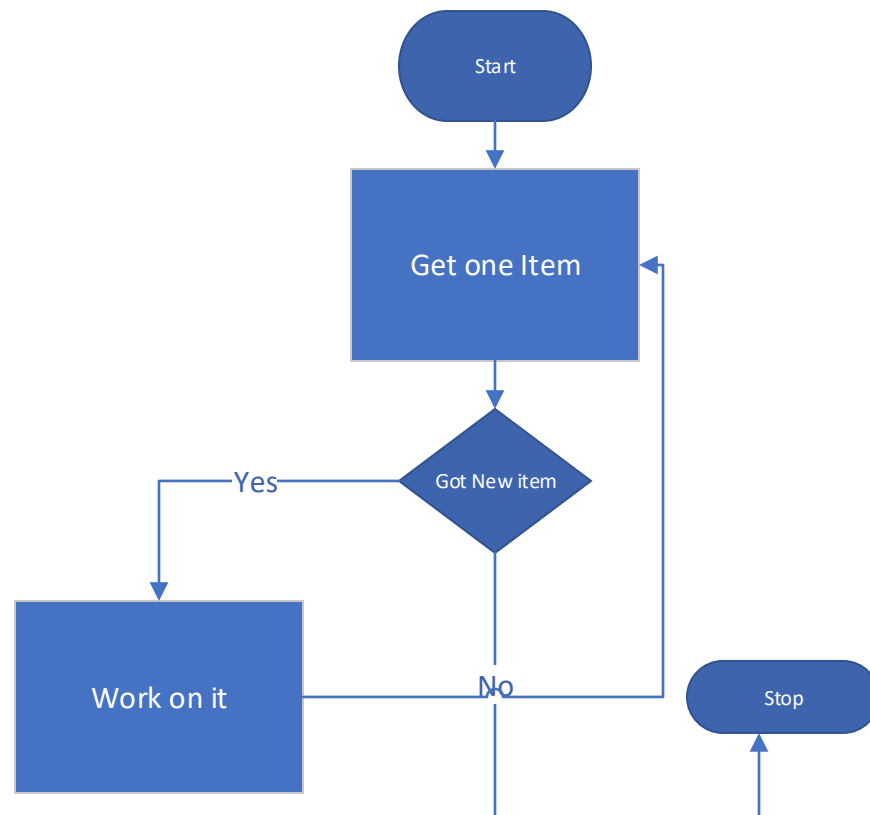 Start
Get one Item
Got New item
Yes
No
Work on it
Stop